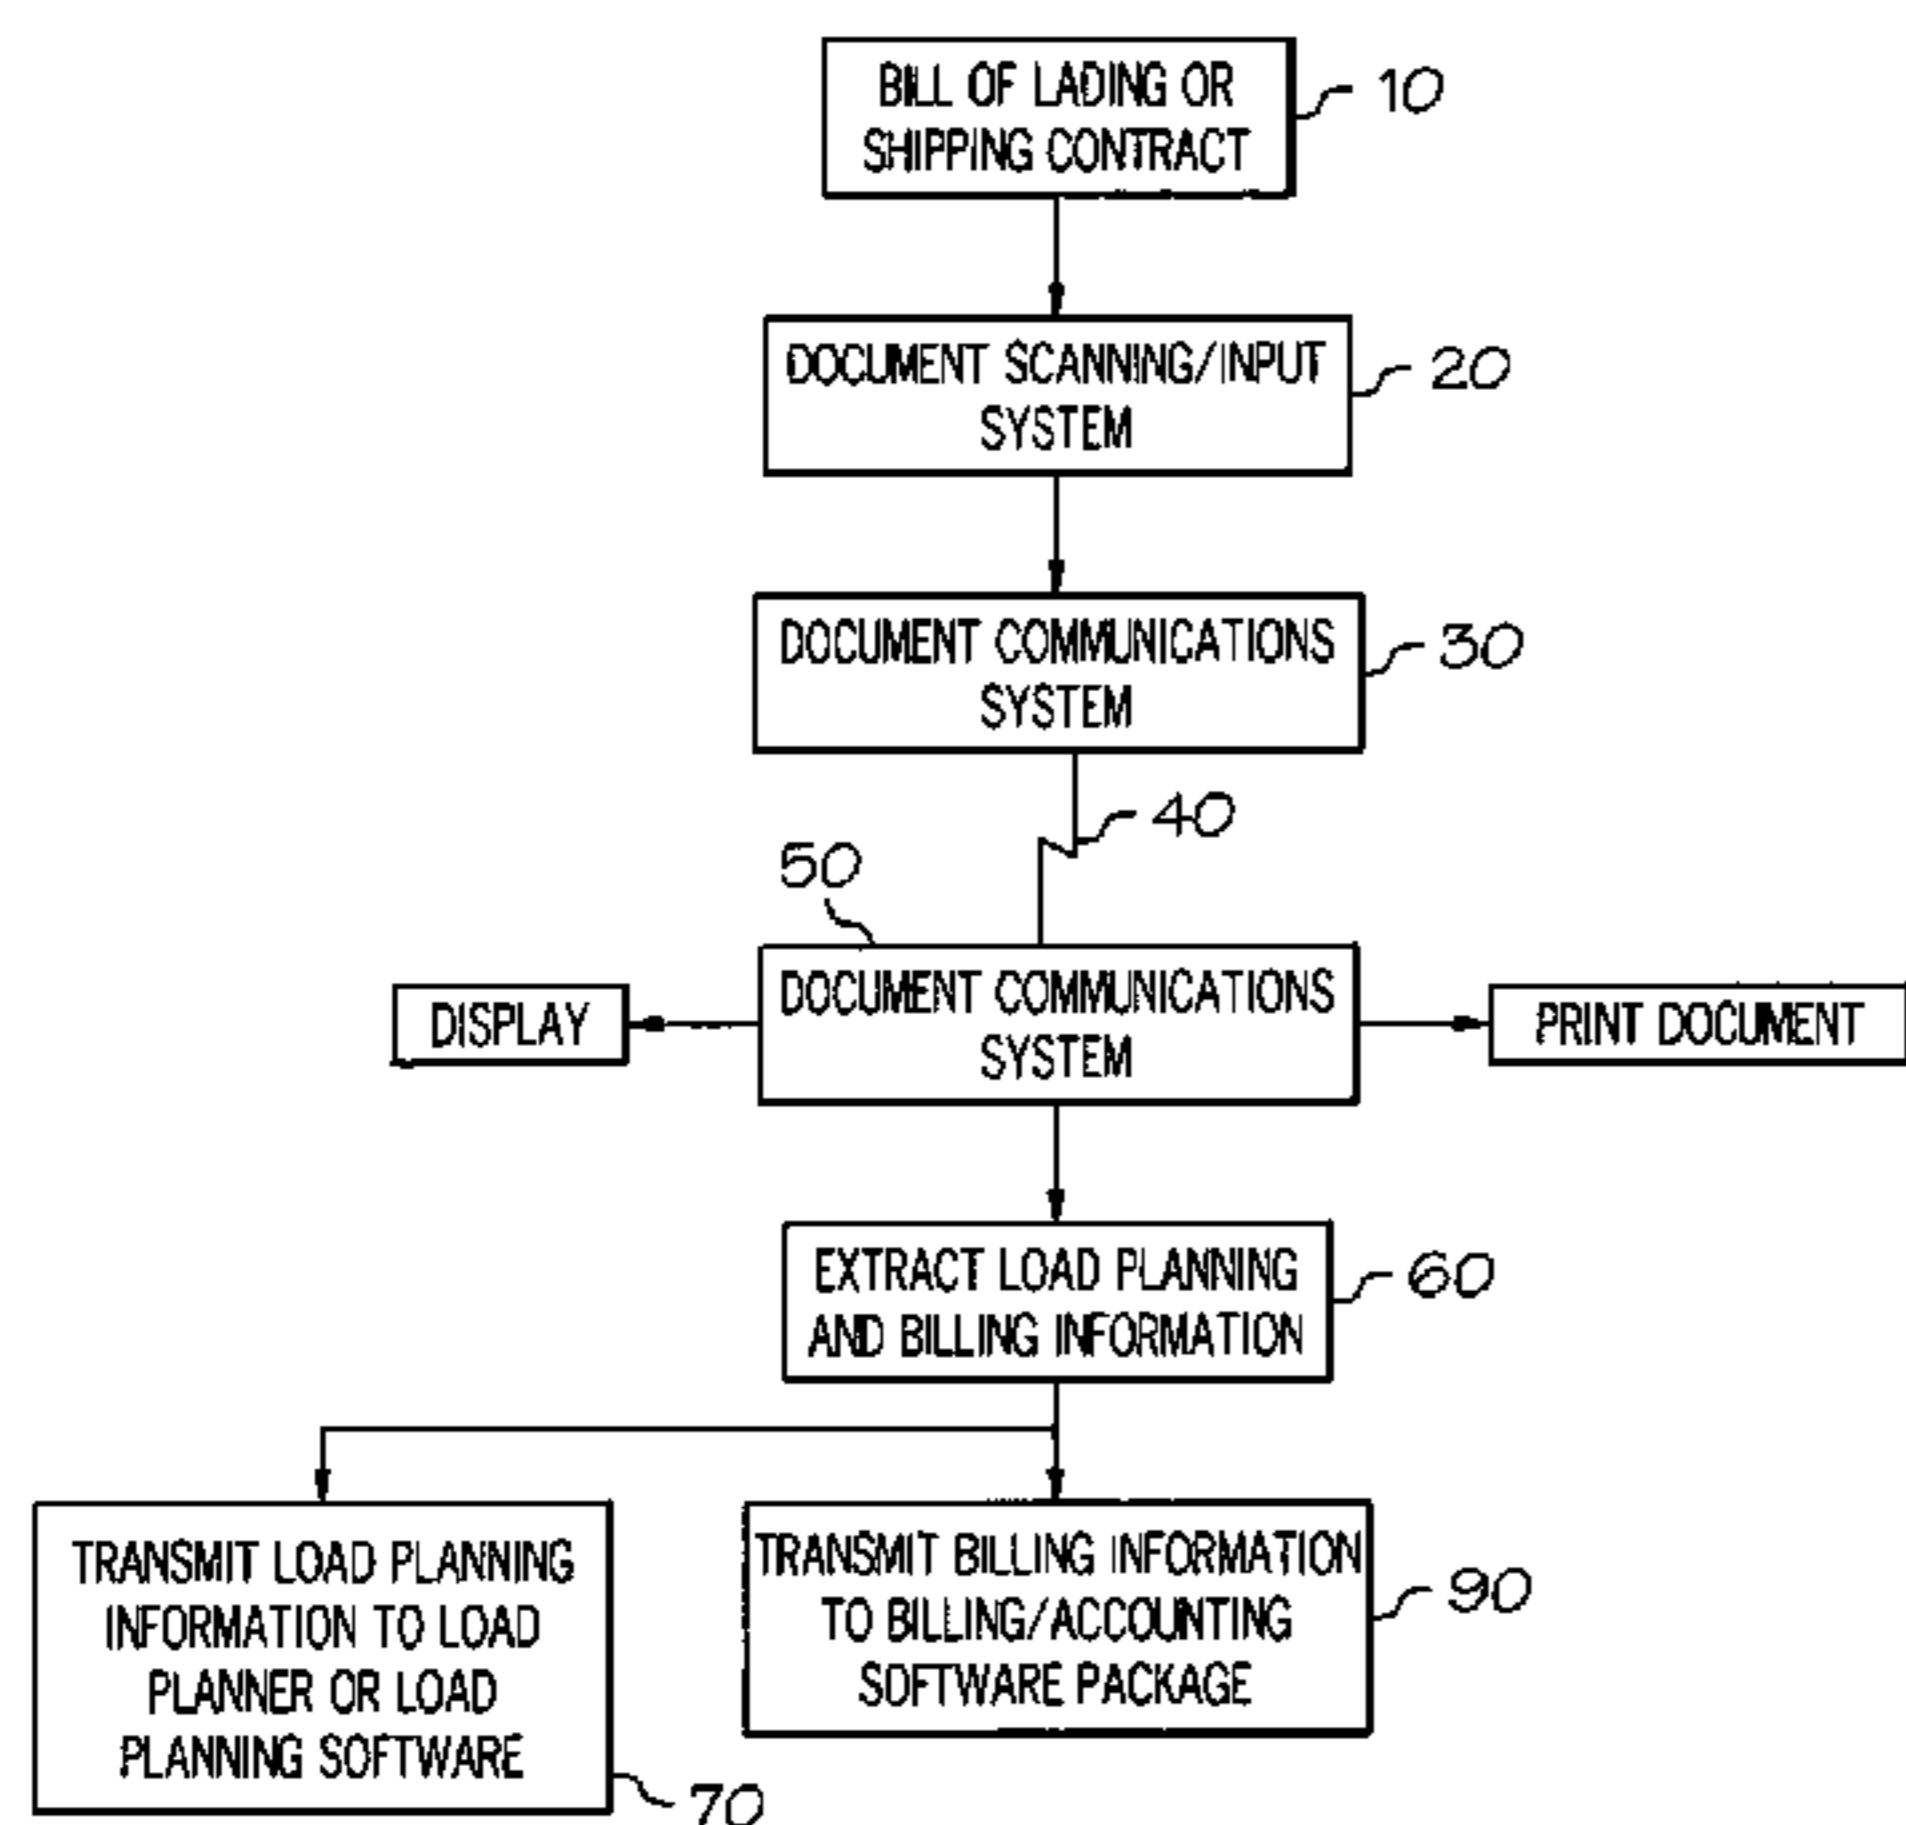 BILL OF LADING OR
SHIPPING CONTRACT
10
DOCUMENT SCANNING/INPUT
SYSTEM
20
DOCUMENT COMMUNICATIONS
SYSTEM
30
40
50
DISPLAY
DOCUMENT COMMUNICATIONS
SYSTEM
PRINT DOCUMENT
EXTRACT LOAD PLANNING
AND BILLING INFORMATION
60
TRANSMIT LOAD PLANNING
INFORMATION TO LOAD
PLANNER OR LOAD
PLANNING SOFTWARE
70
TRANSMIT BILLING INFORMATION
TO BILLING/ACCOUNTING
SOFTWARE PACKAGE
90